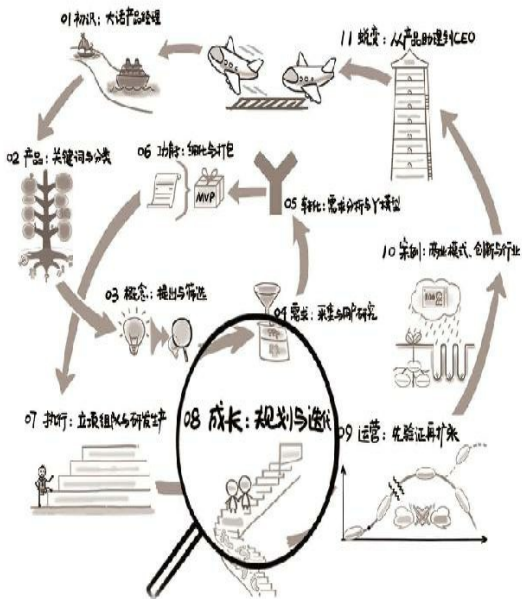 01 初识：大话产品经理
11 蜕变：从产品助理到CEO
02 产品：关键词与分类
06 功能：细化与打包
MVP
05 转化：需求分析与Y模型
10 案例：商业模式、创新与行业
03 概念：提出与筛选
04 需求：采集与用户研究
07 执行：立项组队与研发生产
08 成长：规划与迭代
09 运营：先验证再扩张